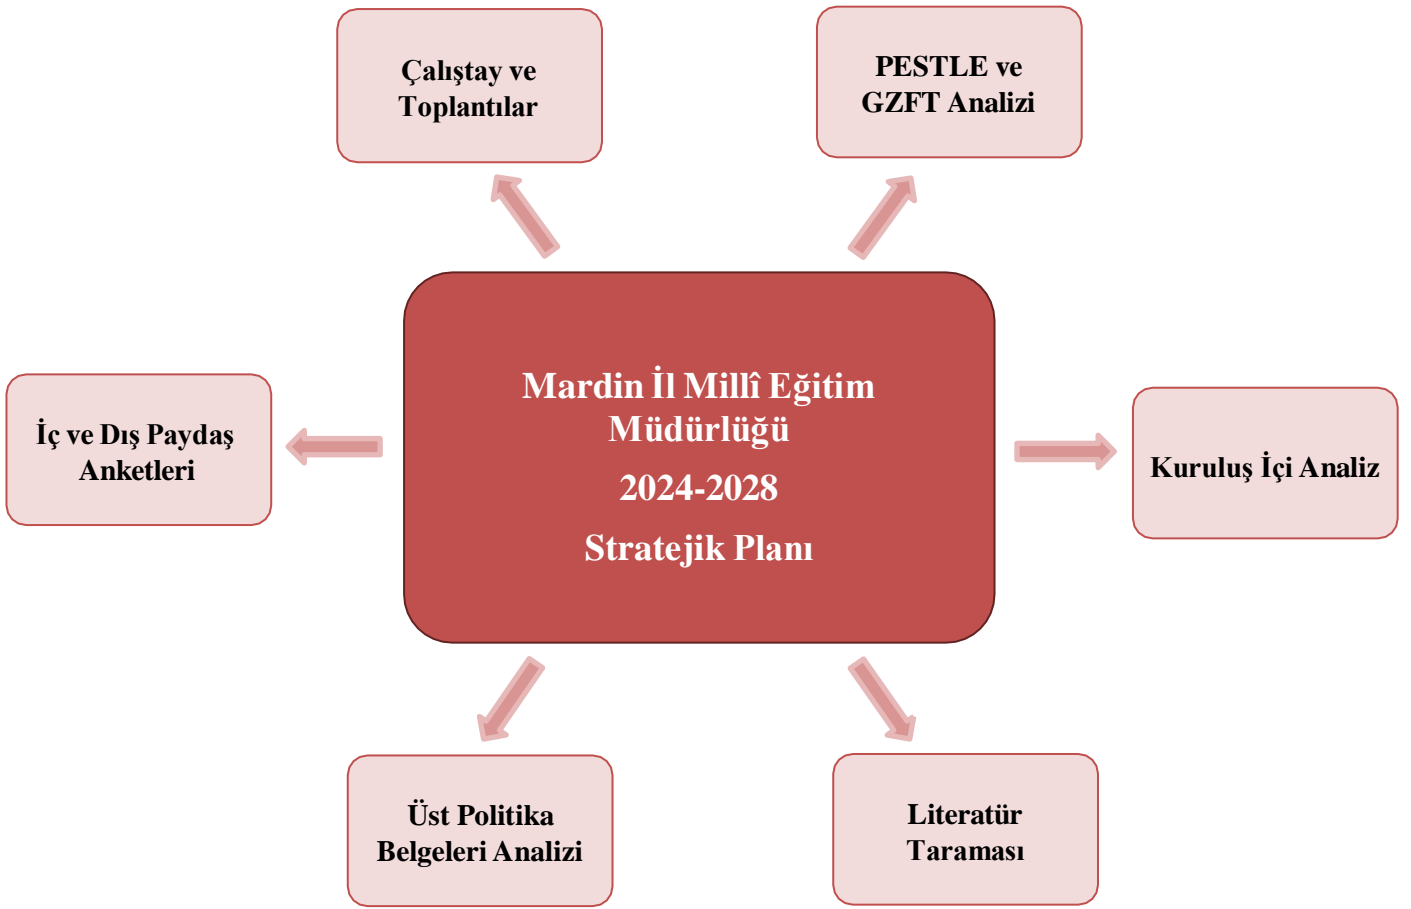 Çalıştay ve
Toplantılar
PESTLE ve
GZFT Analizi
Mardin İl Millî Eğitim
Müdürlüğü
2024-2028
Stratejik Planı
İç ve Dış Paydaş
Anketleri
Kuruluş İçi Analiz
Üst Politika
Belgeleri Analizi
Literatür
Taraması